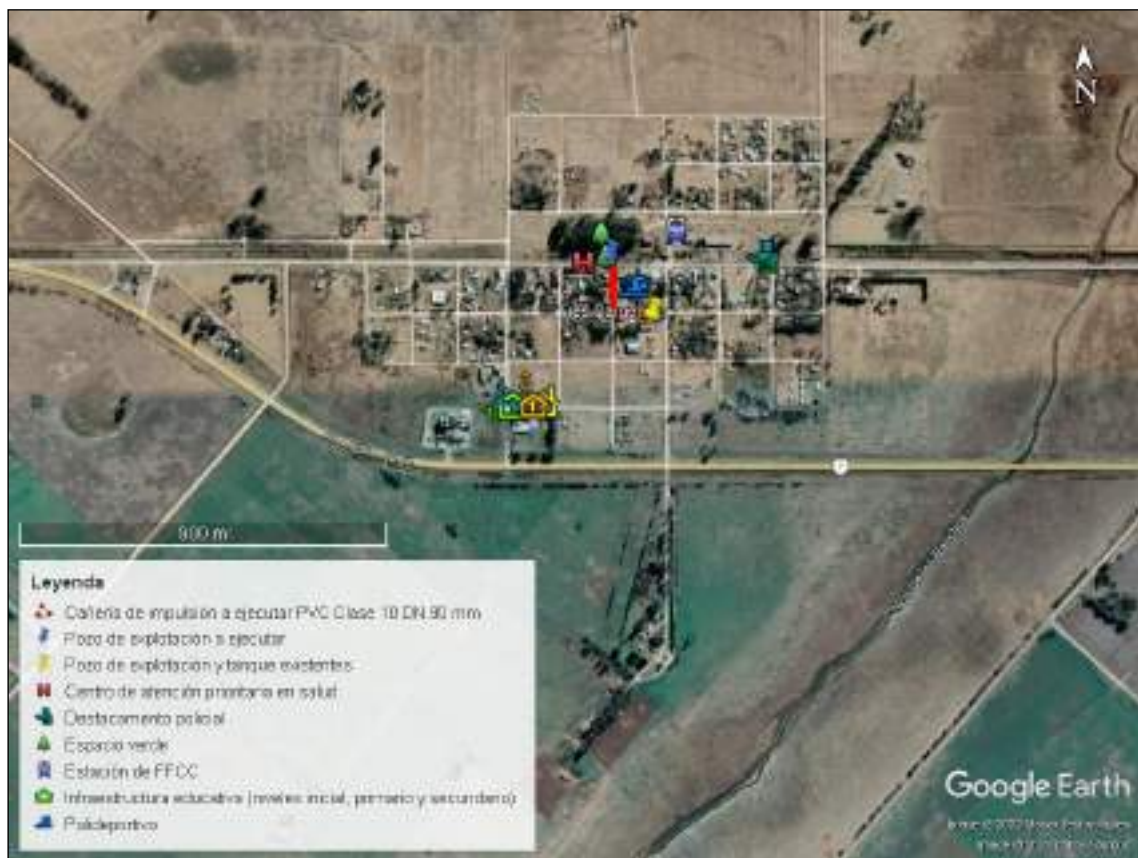 N
900 m
Leyenda
Cañería de impulsión a ejecutar PVC Clase 10 DN 90 mm
Pozo de explotación a ejecutar
Pozo de explotación y tanque existentes
Centro de atención prioritario en salud
Destacamento policial
Espacio verde
Estación de FFCC
Infraestructura educativa (niveles inicial, primario y secundario)
Polideportivo
Google Earth